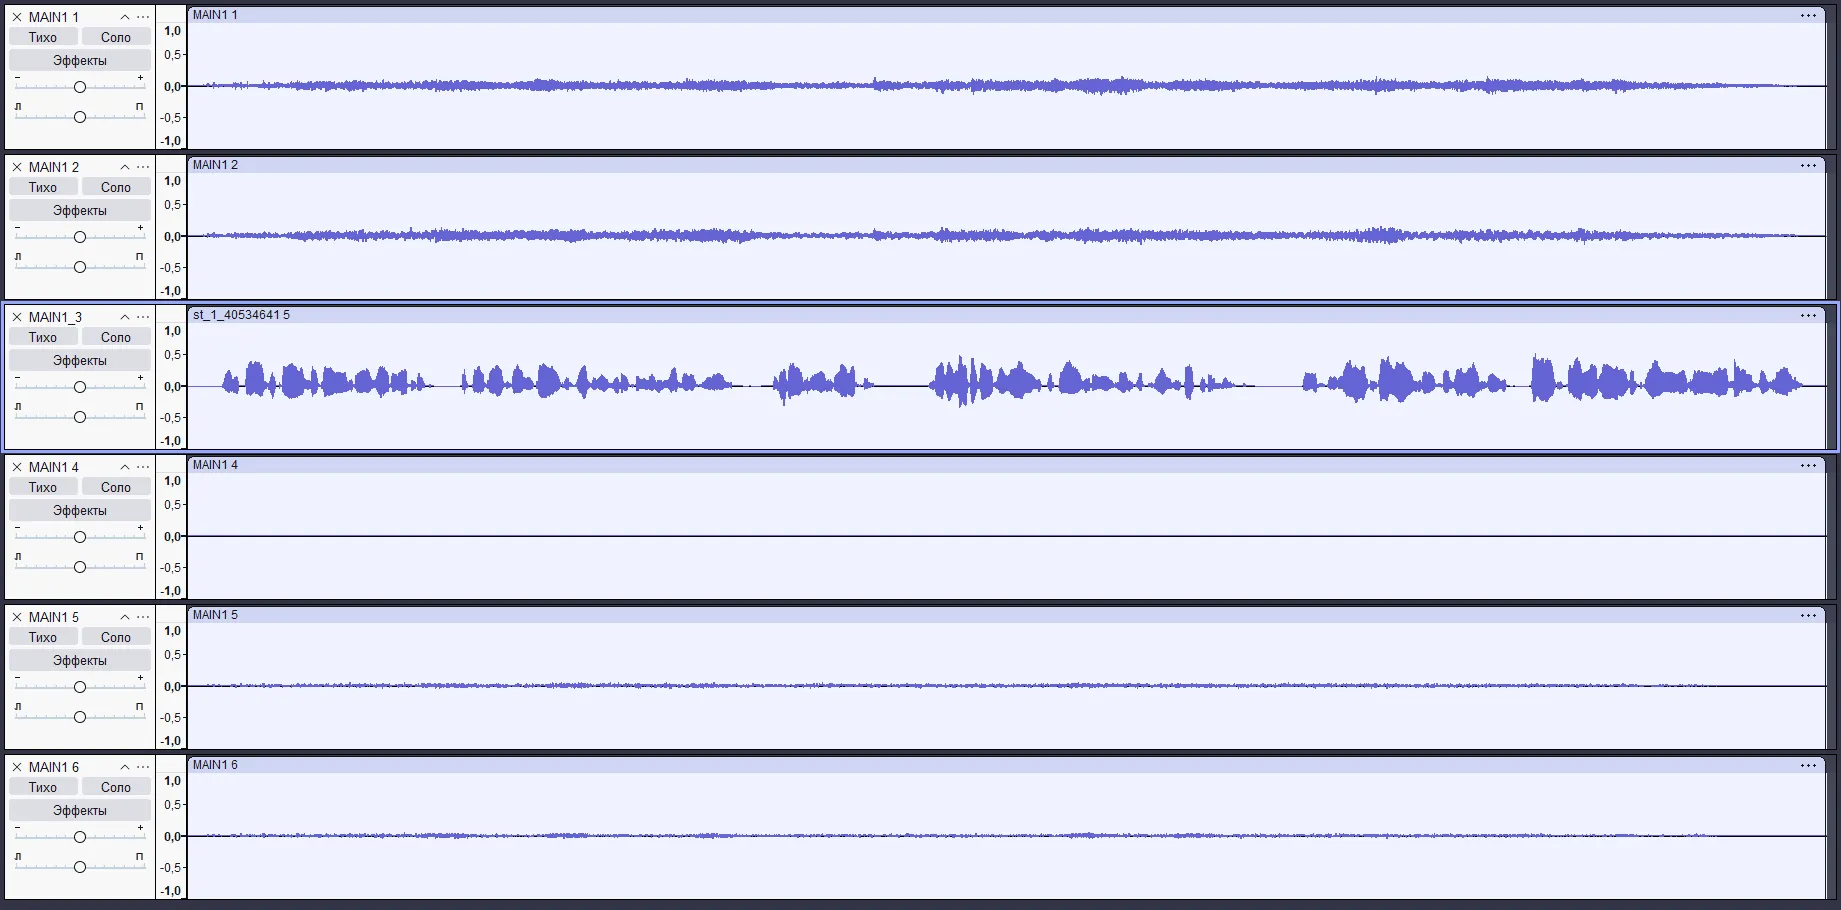 MAIN1 1
Тихо Соло
Эффекты
- +
Л П
1,0
0,5
0,0
-0,5
-1,0
MAIN1 1
MAIN1 2
Тихо Соло
Эффекты
- +
Л П
1,0
0,5
0,0
-0,5
-1,0
MAIN1 2
MAIN1_3
Тихо Соло
Эффекты
- +
Л П
1,0
0,5
0,0
-0,5
-1,0
st_1_40534641 5
MAIN1 4
Тихо Соло
Эффекты
- +
Л П
1,0
0,5
0,0
-0,5
-1,0
MAIN1 4
MAIN1 5
Тихо Соло
Эффекты
- +
Л П
1,0
0,5
0,0
-0,5
-1,0
MAIN1 5
MAIN1 6
Тихо Соло
Эффекты
- +
Л П
1,0
0,5
0,0
-0,5
-1,0
MAIN1 6